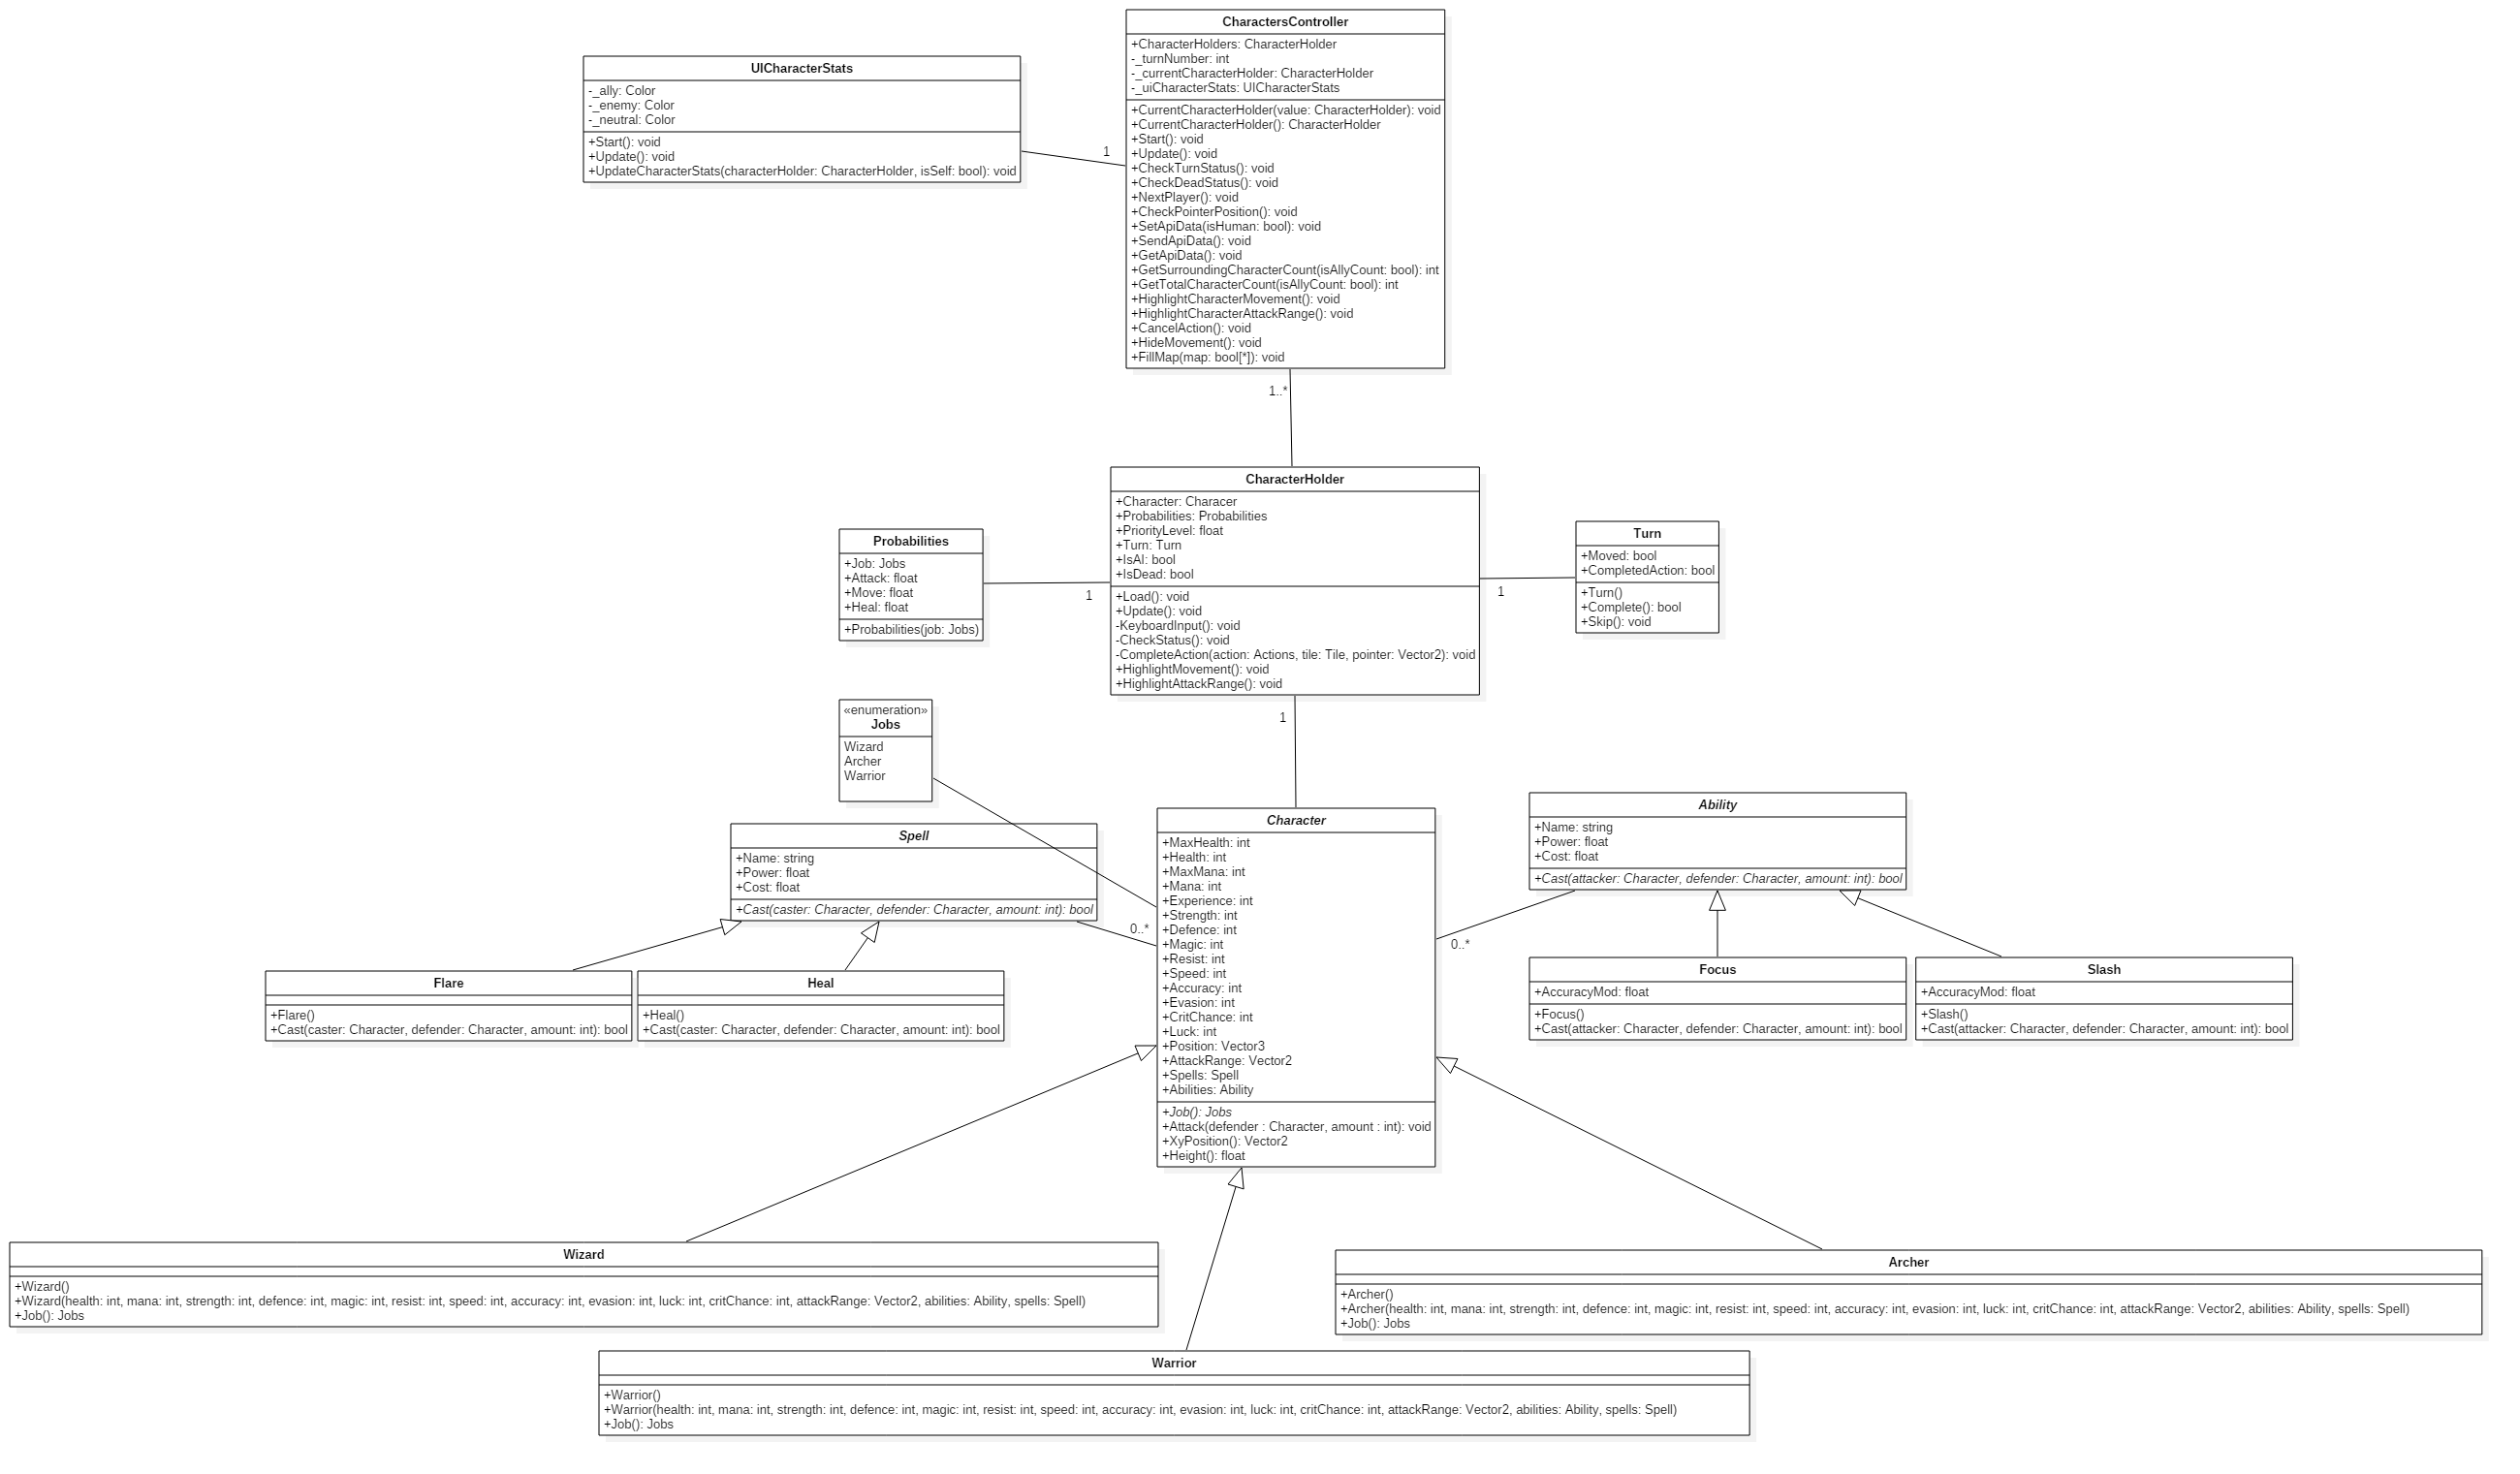 CharactersController
+CharacterHolders: CharacterHolder
-_turnNumber: int
-_currentCharacterHolder: CharacterHolder
-_uiCharacterStats: UICharacterStats
+CurrentCharacterHolder(value: CharacterHolder): void
+CurrentCharacterHolder(): CharacterHolder
+Start(): void
+Update(): void
+CheckTurnStatus(): void
+CheckDeadStatus(): void
+NextPlayer(): void
+CheckPointerPosition(): void
+SetApiData(isHuman: bool): void
+SendApiData(): void
+GetApiData(): void
+GetSurroundingCharacterCount(isAllyCount: bool): int
+GetTotalCharacterCount(isAllyCount: bool): int
+HighlightCharacterMovement(): void
+HighlightCharacterAttackRange(): void
+CancelAction(): void
+HideMovement(): void
+FillMap(map: bool[*]): void
UICharacterStats
-_ally: Color
-_enemy: Color
-_neutral: Color
+Start(): void
+Update(): void
+UpdateCharacterStats(characterHolder: CharacterHolder, isSelf: bool): void
1
1..*
CharacterHolder
+Character: Characer
+Probabilities: Probabilities
+PriorityLevel: float
+Turn: Turn
+IsAI: bool
+IsDead: bool
+Load(): void
+Update(): void
-KeyboardInput(): void
-CheckStatus(): void
-CompleteAction(action: Actions, tile: Tile, pointer: Vector2): void
+HighlightMovement(): void
+HighlightAttackRange(): void
Probabilities
+Job: Jobs
+Attack: float
+Move: float
+Heal: float
+Probabilities(job: Jobs)
1
Turn
+Moved: bool
+CompletedAction: bool
+Turn()
+Complete(): bool
+Skip(): void
1
1
«enumeration»
Jobs
Wizard
Archer
Warrior
Spell
+Name: string
+Power: float
+Cost: float
+Cast(caster: Character, defender: Character, amount: int): bool
0..*
Character
+MaxHealth: int
+Health: int
+MaxMana: int
+Mana: int
+Experience: int
+Strength: int
+Defence: int
+Magic: int
+Resist: int
+Speed: int
+Accuracy: int
+Evasion: int
+CritChance: int
+Luck: int
+Position: Vector3
+AttackRange: Vector2
+Spells: Spell
+Abilities: Ability
+Job(): Jobs
+Attack(defender : Character, amount : int): void
+XyPosition(): Vector2
+Height(): float
Ability
+Name: string
+Power: float
+Cost: float
+Cast(attacker: Character, defender: Character, amount: int): bool
0..*
Flare
+Flare()
+Cast(caster: Character, defender: Character, amount: int): bool
Heal
+Heal()
+Cast(caster: Character, defender: Character, amount: int): bool
Focus
+AccuracyMod: float
+Focus()
+Cast(attacker: Character, defender: Character, amount: int): bool
Slash
+AccuracyMod: float
+Slash()
+Cast(attacker: Character, defender: Character, amount: int): bool
Wizard
+Wizard()
+Wizard(health: int, mana: int, strength: int, defence: int, magic: int, resist: int, speed: int, accuracy: int, evasion: int, luck: int, critChance: int, attackRange: Vector2, abilities: Ability, spells: Spell)
+Job(): Jobs
Archer
+Archer()
+Archer(health: int, mana: int, strength: int, defence: int, magic: int, resist: int, speed: int, accuracy: int, evasion: int, luck: int, critChance: int, attackRange: Vector2, abilities: Ability, spells: Spell)
+Job(): Jobs
Warrior
+Warrior()
+Warrior(health: int, mana: int, strength: int, defence: int, magic: int, resist: int, speed: int, accuracy: int, evasion: int, luck: int, critChance: int, attackRange: Vector2, abilities: Ability, spells: Spell)
+Job(): Jobs